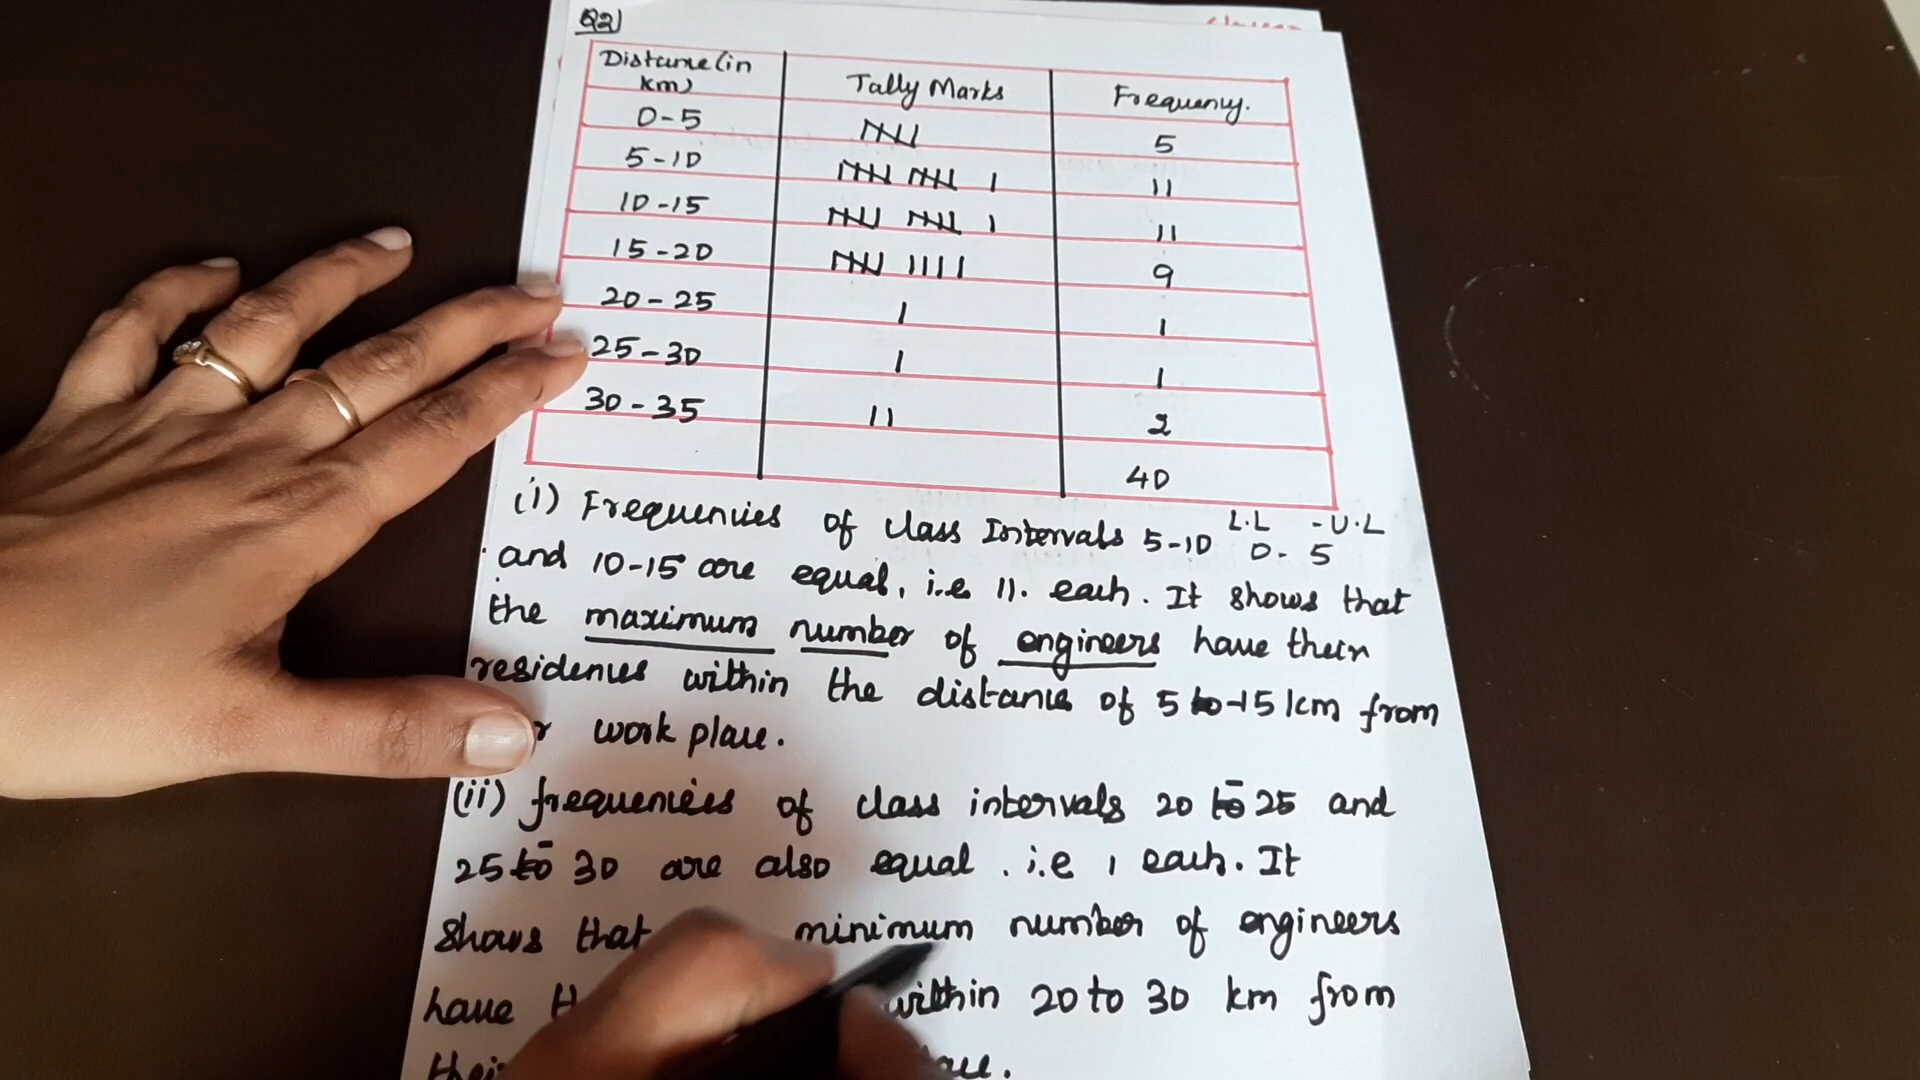 Q2)
Distance (in km) Tally Marks Frequency.
0-5 𝍸 5
5-10 𝍸 𝍸 | 11
10-15 𝍸 𝍸 | 11
15-20 𝍸 |||| 9
20-25 | 1
25-30 | 1
30-35 || 2
40
(i) Frequencies of class Intervals 5-10 L.L - U.L
0 - 5
and 10-15 are equal, i.e 11. each. It shows that
the maximum number of engineers have their
residences within the distance of 5 to-15 km from
r work place.
(ii) frequencies of class intervals 20 to 25 and
25 to 30 are also equal. i.e 1 each. It
shows that minimum number of engineers
have within 20 to 30 km from